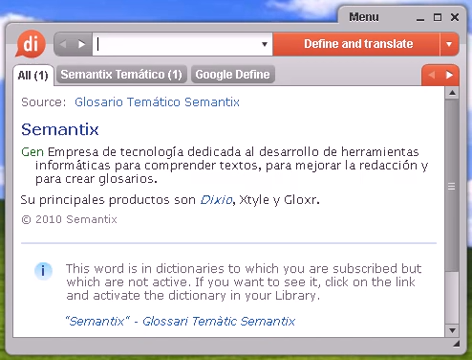 Menu
di
Define and translate
All (1)
Semantix Temático (1)
Google Define
Source: Glosario Temático Semantix
Semantix
Gen Empresa de tecnología dedicada al desarrollo de herramientas
informáticas para comprender textos, para mejorar la redacción y
para crear glosarios.
Su principales productos son Dixio, Xtyle y Gloxr.
© 2010 Semantix
i
This word is in dictionaries to which you are subscribed but
which are not active. If you want to see it, click on the link
and activate the dictionary in your Library.
"Semantix" - Glossari Temàtic Semantix